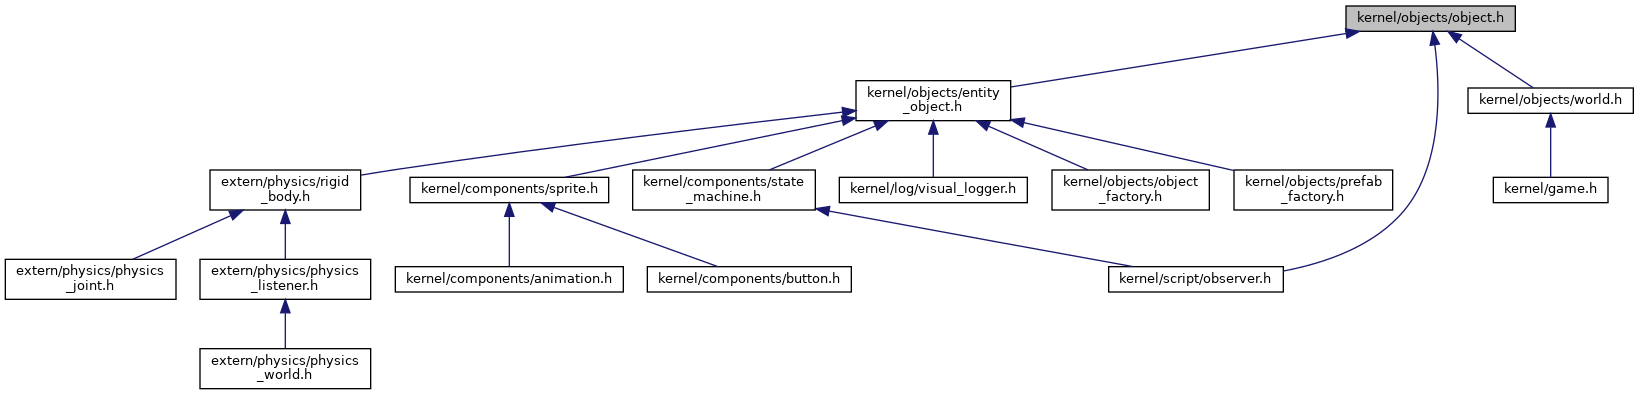 kernel/objects/object.h
kernel/objects/entity
_object.h
kernel/objects/world.h
extern/physics/rigid
_body.h
kernel/components/sprite.h
kernel/components/state
_machine.h
kernel/log/visual_logger.h
kernel/objects/object
_factory.h
kernel/objects/prefab
_factory.h
kernel/game.h
extern/physics/physics
_joint.h
extern/physics/physics
_listener.h
kernel/components/animation.h
kernel/components/button.h
kernel/script/observer.h
extern/physics/physics
_world.h